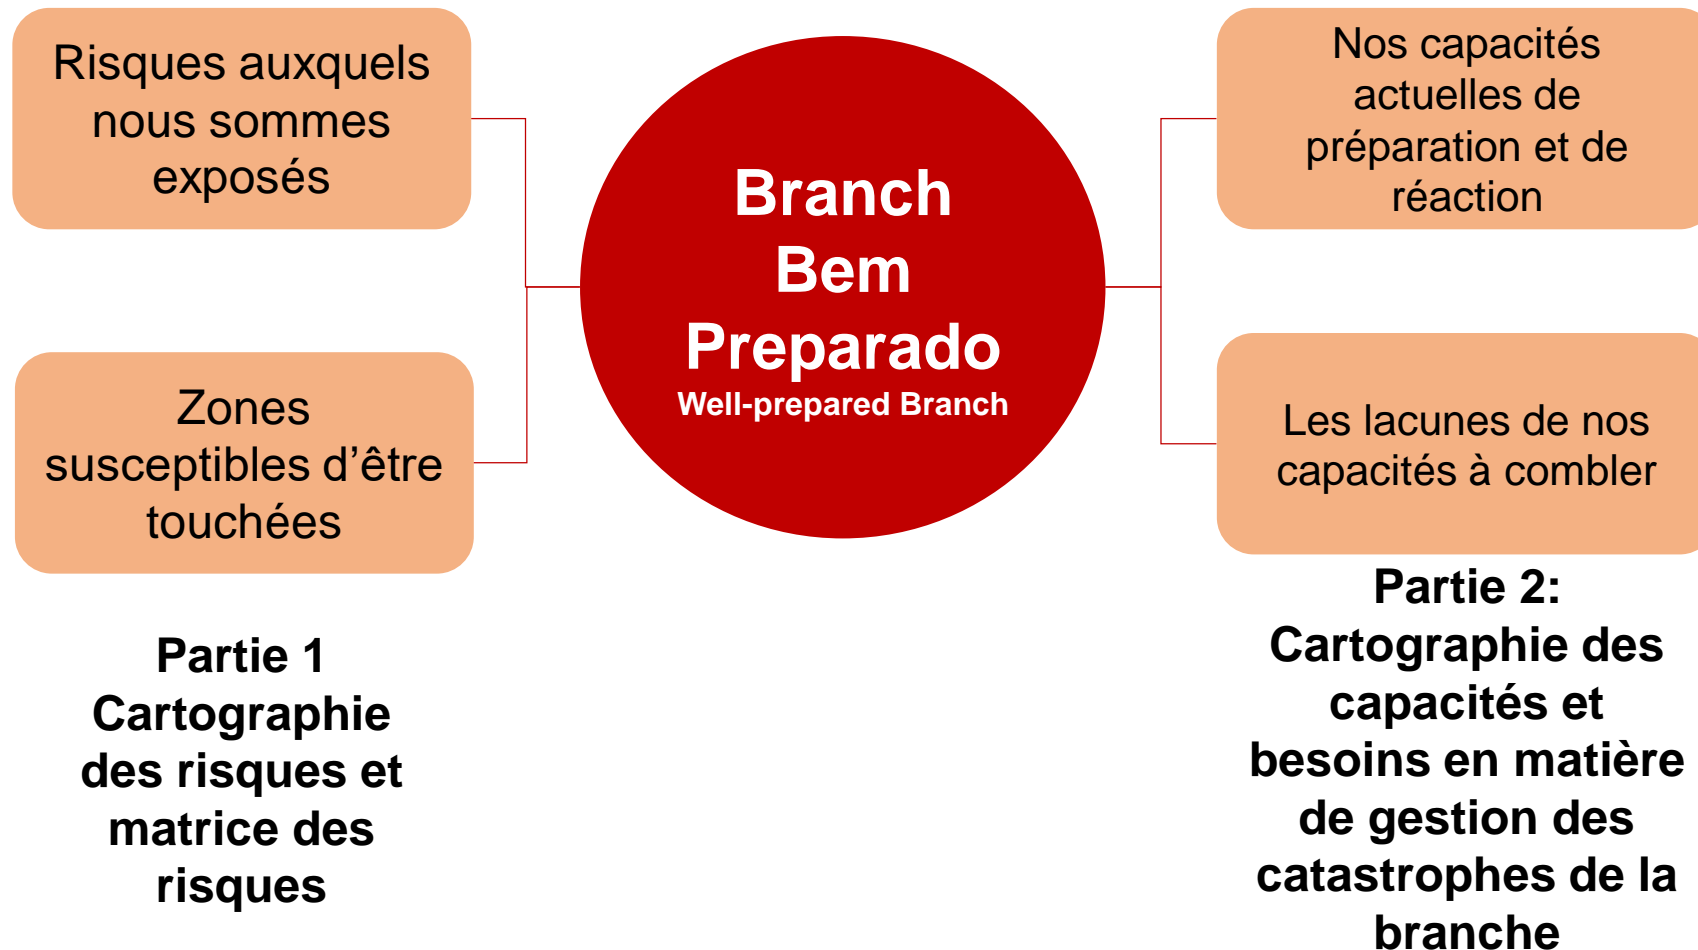 Risques auxquels
nous sommes
exposés
Zones
susceptibles d’être
touchées
Partie 1
Cartographie
des risques et
matrice des
risques
Branch
Bem
Preparado
Well-prepared Branch
Nos capacités
actuelles de
préparation et de
réaction
Les lacunes de nos
capacités à combler
Partie 2:
Cartographie des
capacités et
besoins en matière
de gestion des
catastrophes de la
branche